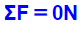 ΣF = 0N